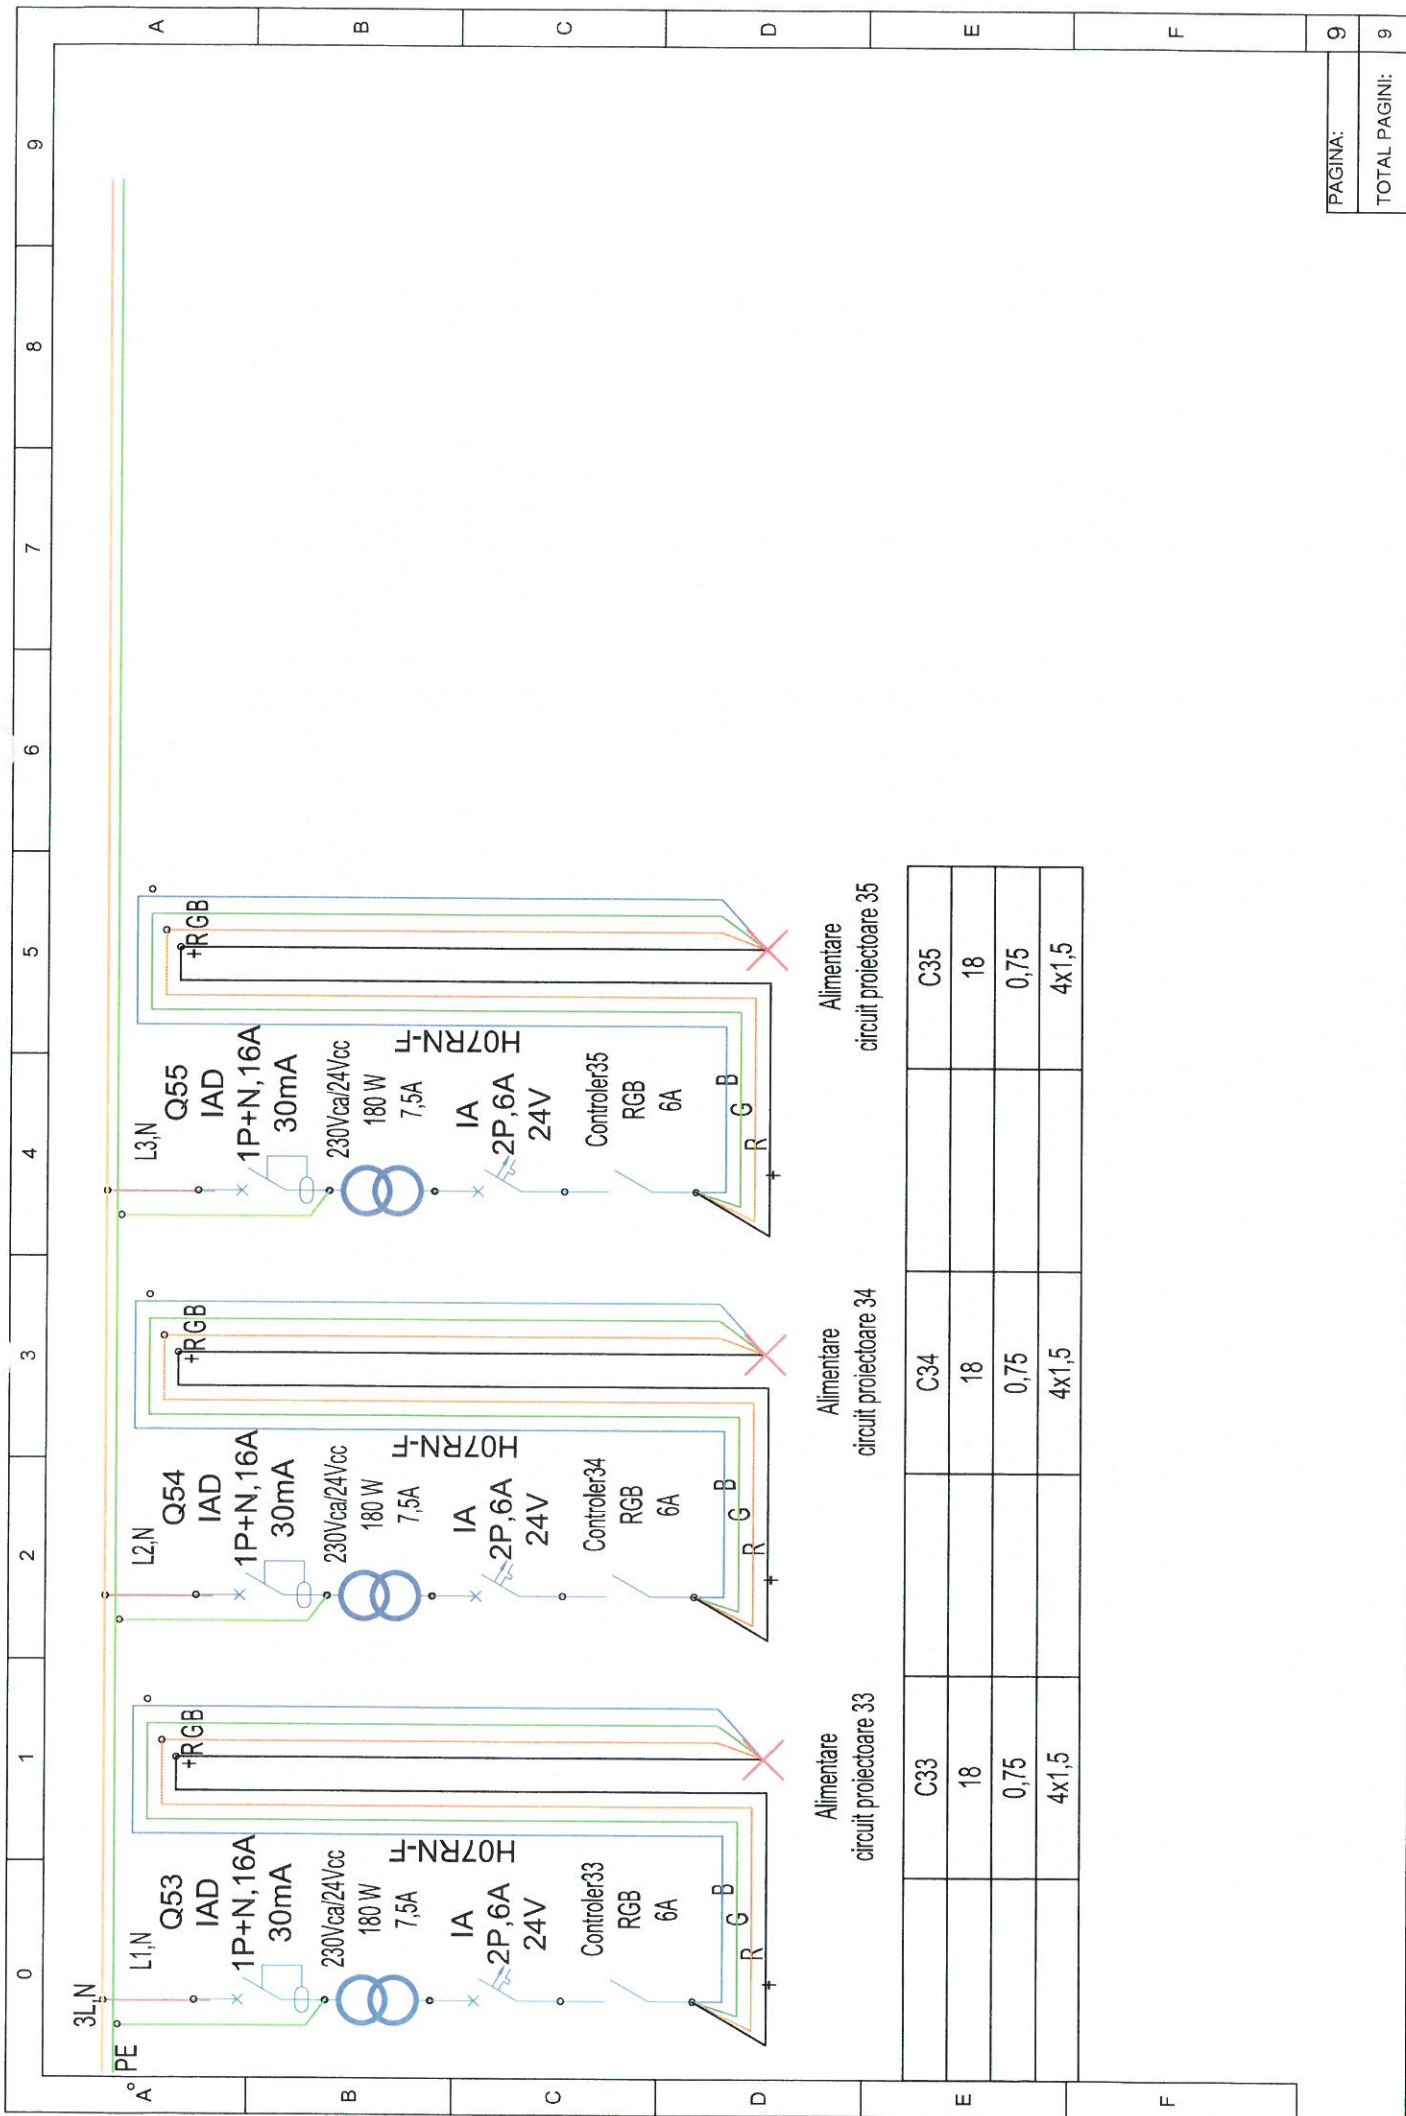 0 1 2 3 4 5 6 7 8 9
A
B
C
D
E
F
A
B
C
D
E
F
3L,N
PE
L1,N
Q53
IAD
1P+N,16A
30mA
230Vca/24Vcc
180 W
7,5A
H07RN-F
IA
2P,6A
24V
Controler33
RGB
6A
R G B
+
+R G B
Alimentare
circuit proiectoare 33
L2,N
Q54
IAD
1P+N,16A
30mA
230Vca/24Vcc
180 W
7,5A
H07RN-F
IA
2P,6A
24V
Controler34
RGB
6A
R G B
+
+R G B
Alimentare
circuit proiectoare 34
L3,N
Q55
IAD
1P+N,16A
30mA
230Vca/24Vcc
180 W
7,5A
H07RN-F
IA
2P,6A
24V
Controler35
RGB
6A
R G B
+
+R G B
Alimentare
circuit proiectoare 35
C33 C34 C35
18 18 18
0,75 0,75 0,75
4x1,5 4x1,5 4x1,5
PAGINA: 9
TOTAL PAGINI: 9